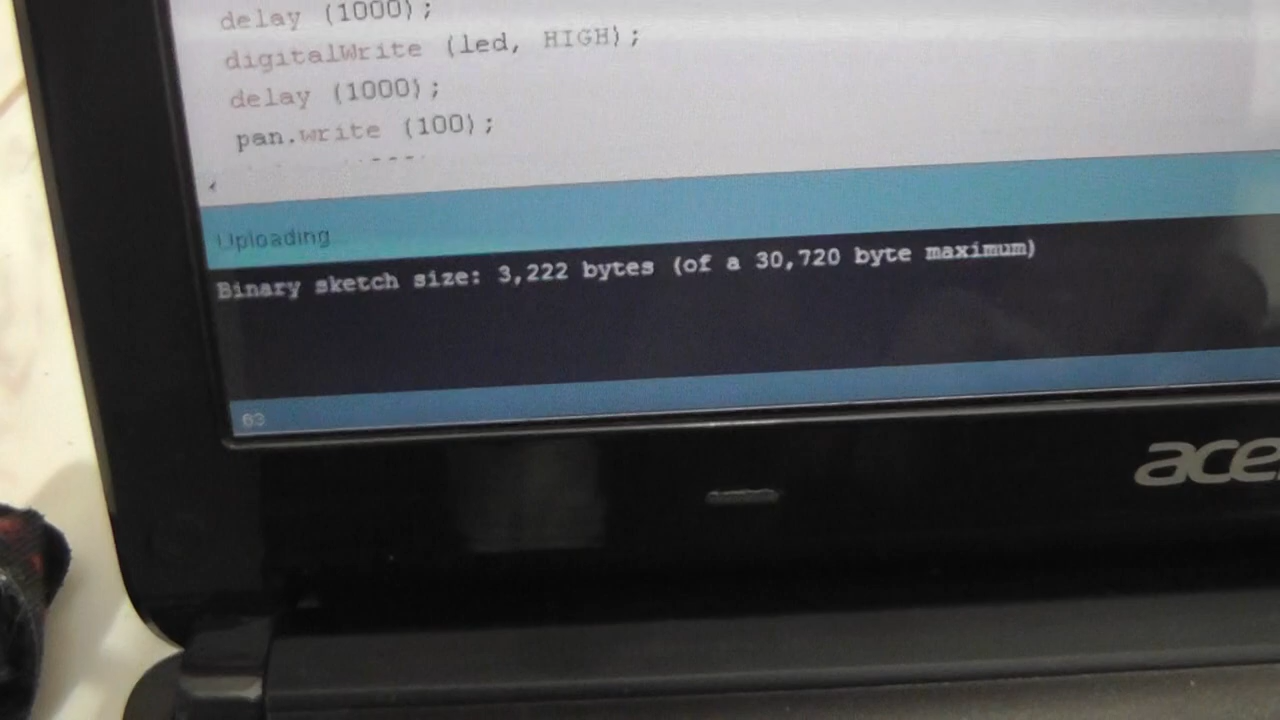 delay (1000);
digitalWrite (led, HIGH);
delay (1000);
pan.write (100);
Uploading
Binary sketch size: 3,222 bytes (of a 30,720 byte maximum)
63
ace